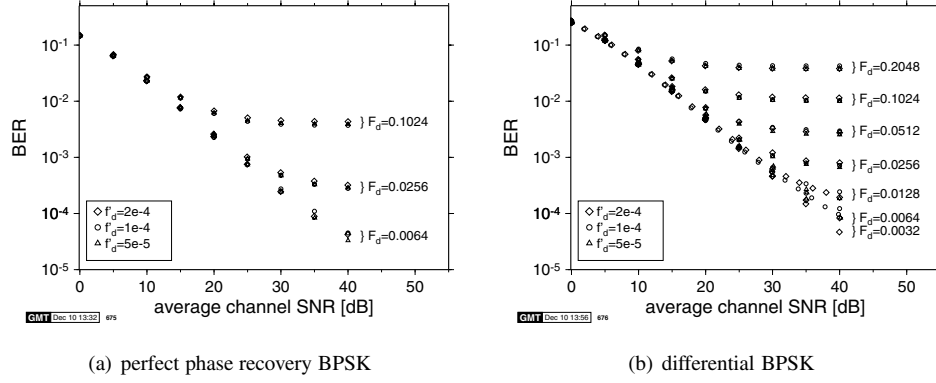 10-1
10-2
10-3
10-4
10-5
BER
0
10
20
30
40
50
average channel SNR [dB]
} F_d=0.1024
} F_d=0.0256
} F_d=0.0064
f'_d=2e-4
f'_d=1e-4
f'_d=5e-5
GMT Dec 10 13:32 675
(a) perfect phase recovery BPSK
10-1
10-2
10-3
10-4
10-5
BER
0
10
20
30
40
50
average channel SNR [dB]
} F_d=0.2048
} F_d=0.1024
} F_d=0.0512
} F_d=0.0256
} F_d=0.0128
} F_d=0.0064
} F_d=0.0032
f'_d=2e-4
f'_d=1e-4
f'_d=5e-5
GMT Dec 10 13:56 676
(b) differential BPSK